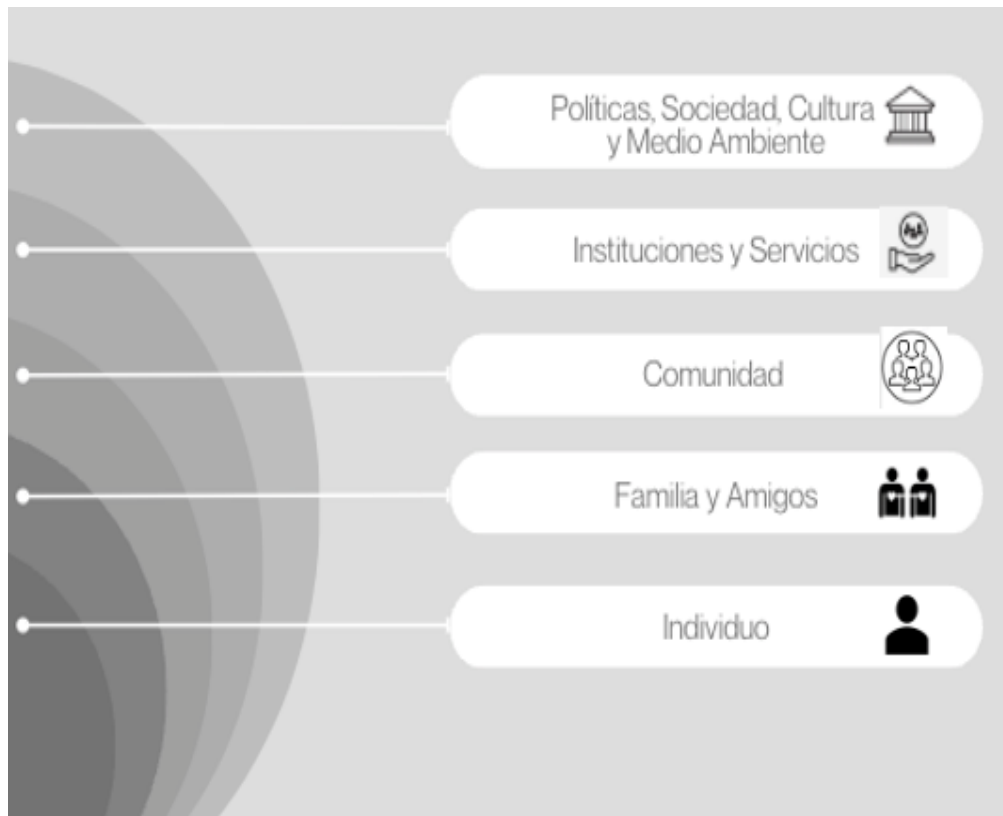 Políticas, Sociedad, Cultura
y Medio Ambiente
Instituciones y Servicios
Comunidad
Familia y Amigos
Individuo